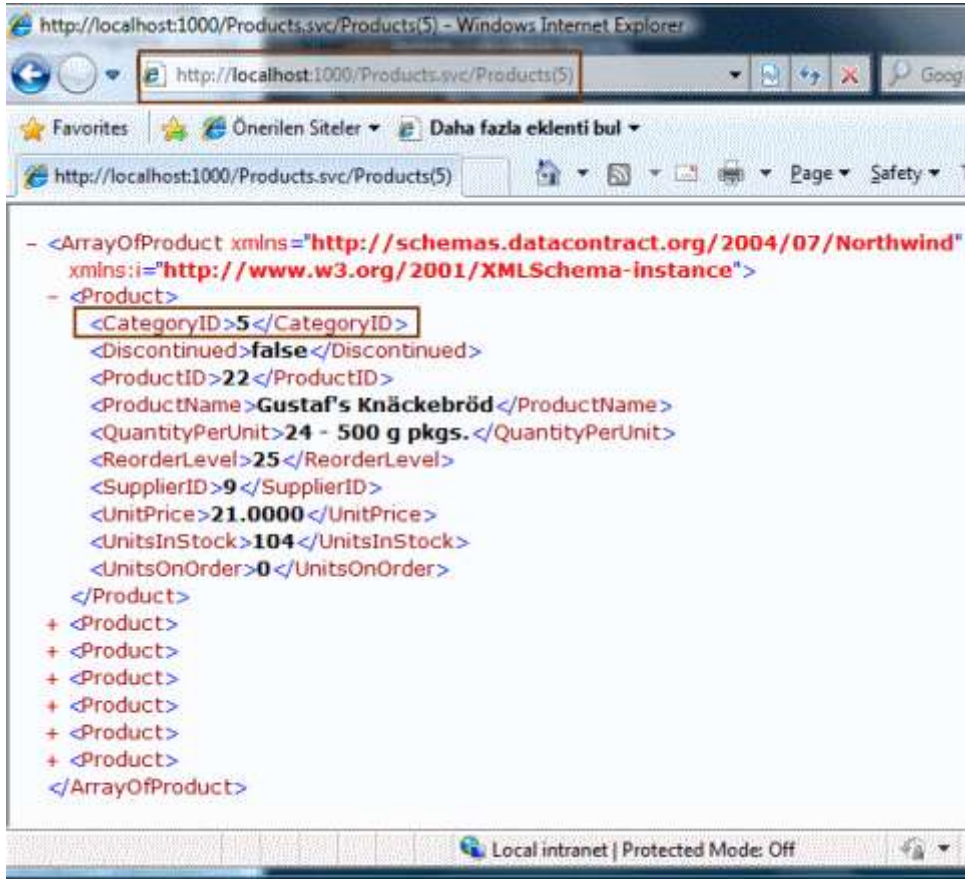 http://localhost:1000/Products.svc/Products(5) - Windows Internet Explorer
http://localhost:1000/Products.svc/Products(5)
Goog
Favorites Önerilen Siteler Daha fazla eklenti bul
http://localhost:1000/Products.svc/Products(5) Page Safety
- <ArrayOfProduct xmlns="http://schemas.datacontract.org/2004/07/Northwind"
xmlns:i="http://www.w3.org/2001/XMLSchema-instance">
- <Product>
<CategoryID>5</CategoryID>
<Discontinued>false</Discontinued>
<ProductID>22</ProductID>
<ProductName>Gustaf's Knäckebröd</ProductName>
<QuantityPerUnit>24 - 500 g pkgs.</QuantityPerUnit>
<ReorderLevel>25</ReorderLevel>
<SupplierID>9</SupplierID>
<UnitPrice>21.0000</UnitPrice>
<UnitsInStock>104</UnitsInStock>
<UnitsOnOrder>0</UnitsOnOrder>
</Product>
+ <Product>
+ <Product>
+ <Product>
+ <Product>
+ <Product>
+ <Product>
</ArrayOfProduct>
Local intranet | Protected Mode: Off